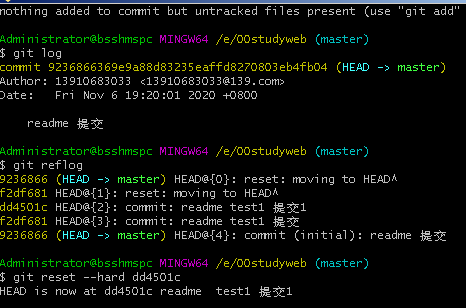 nothing added to commit but untracked files present (use "git add"
Administrator@bsshmspc MINGW64 /e/00studyweb (master)
$ git log
commit 9236866369e9a88d83235eaffd8270803eb4fb04 (HEAD -> master)
Author: 13910683033 <13910683033@139.com>
Date:   Fri Nov 6 19:20:01 2020 +0800
readme 提交
Administrator@bsshmspc MINGW64 /e/00studyweb (master)
$ git reflog
9236866 (HEAD -> master) HEAD@{0}: reset: moving to HEAD^
f2df681 HEAD@{1}: reset: moving to HEAD^
dd4501c HEAD@{2}: commit: readme test1 提交1
f2df681 HEAD@{3}: commit: readme test1 提交
9236866 (HEAD -> master) HEAD@{4}: commit (initial): readme 提交
Administrator@bsshmspc MINGW64 /e/00studyweb (master)
$ git reset --hard dd4501c
HEAD is now at dd4501c readme  test1 提交1